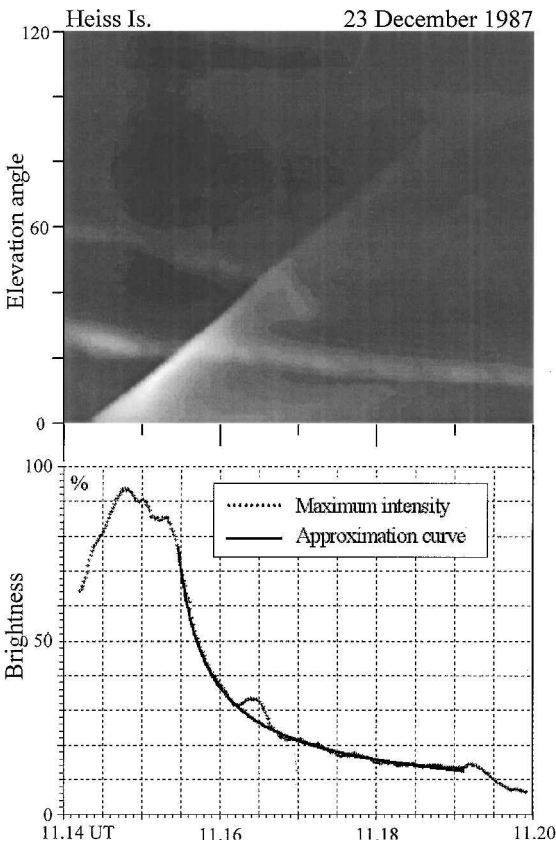 Heiss Is. 23 December 1987
120
60
0
Elevation angle
100
%
50
0
Brightness
Maximum intensity
Approximation curve
11.14 UT 11.16 11.18 11.20